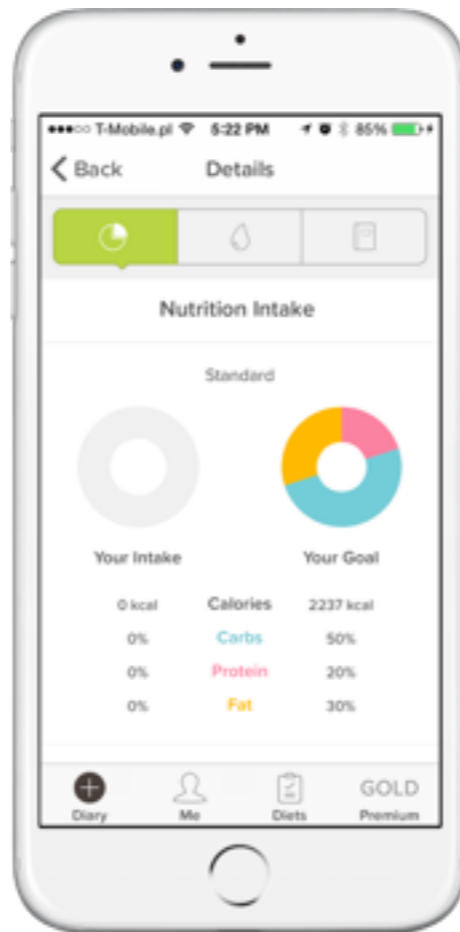 T-Mobile.pl 5:22 PM 85%
Back Details
Nutrition Intake
Standard
Your Intake Your Goal
0 kcal Calories 2237 kcal
0% Carbs 50%
0% Protein 20%
0% Fat 30%
GOLD
Diary Me Diets Premium